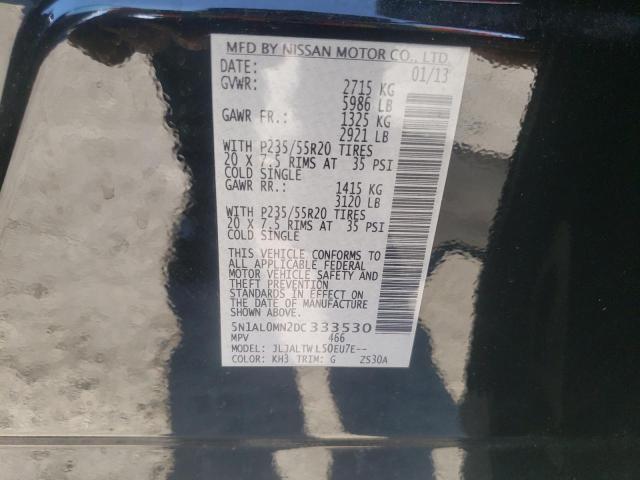 MFD BY NISSAN MOTOR CO., LTD.
DATE: 01/13
GVWR: 2715 KG
5986 LB
GAWR FR.: 1325 KG
2921 LB
WITH P235/55R20 TIRES
20 X 7.5 RIMS AT 35 PSI
COLD SINGLE
GAWR RR.: 1415 KG
3120 LB
WITH P235/55R20 TIRES
20 X 7.5 RIMS AT 35 PSI
COLD SINGLE
THIS VEHICLE CONFORMS TO
ALL APPLICABLE FEDERAL
MOTOR VEHICLE SAFETY AND
THEFT PREVENTION
STANDARDS IN EFFECT ON
THE DATE OF MANUFACTURE
SHOWN ABOVE.
5N1AL0MN2DC333530
MPV 466
MODEL: JLJALTWL50EU7E--
COLOR: KH3 TRIM: G ZS30A